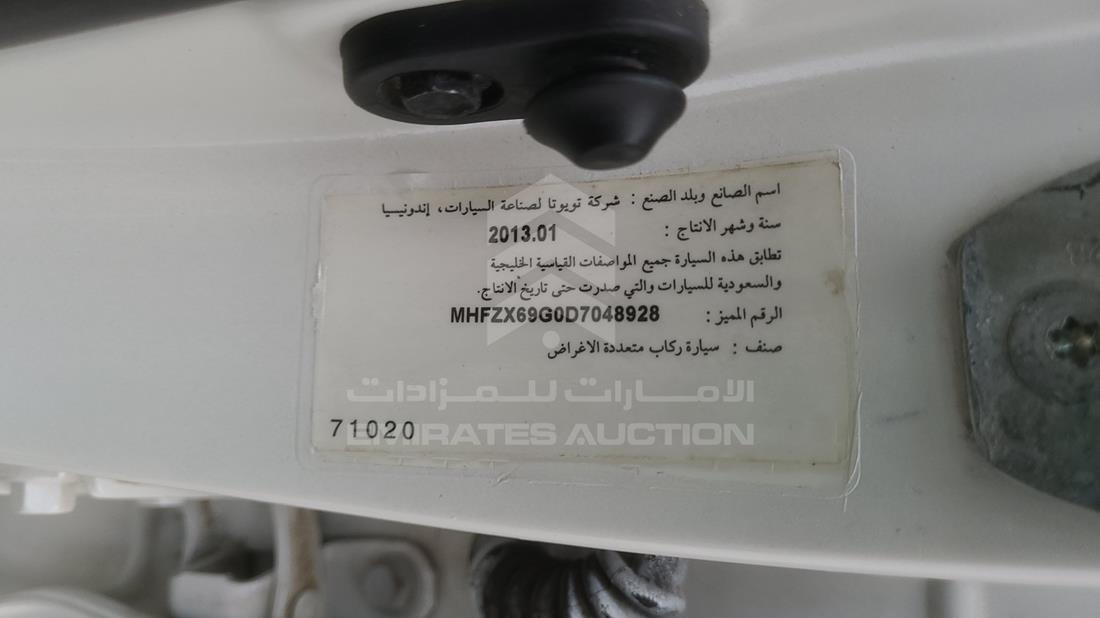 اسم الصانع وبلد الصنع : شركة تويوتا لصناعة السيارات، إندونيسيا
سنة وشهر الانتاج : 2013.01
تطابق هذه السيارة جميع المواصفات القياسية الخليجية
والسعودية للسيارات والتي صدرت حتى تاريخ الانتاج.
الرقم المميز : MHFZX69G0D7048928
صنف : سيارة ركاب متعددة الاغراض
الامارات للمزادات
71020
EMIRATES AUCTION